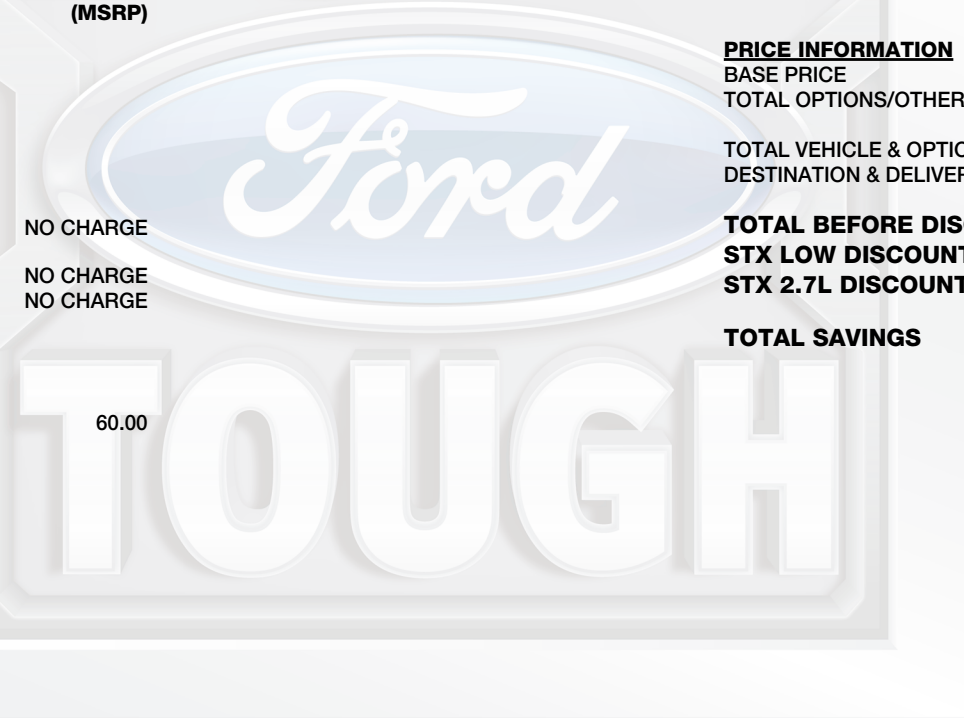 (MSRP)
NO CHARGE
NO CHARGE
NO CHARGE
60.00
Ford
TOUGH
PRICE INFORMATION
BASE PRICE
TOTAL OPTIONS/OTHER
TOTAL VEHICLE & OPTIO
DESTINATION & DELIVER
TOTAL BEFORE DIS
STX LOW DISCOUNT
STX 2.7L DISCOUNT
TOTAL SAVINGS